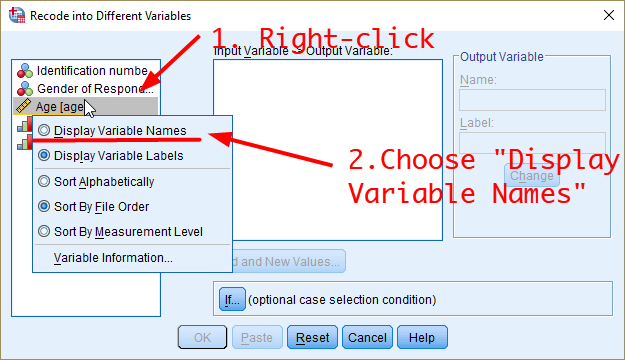 Recode into Different Variables
1. Right-click
Input Variable -> Output Variable:
Output Variable
Identification numbe
Gender of Respond...
Age [age]
Name:
Label:
Change
Display Variable Names
Display Variable Labels
Sort Alphabetically
Sort By File Order
Sort By Measurement Level
Variable Information...
2.Choose "Display
Variable Names"
and New Values...
If... (optional case selection condition)
OK Paste Reset Cancel Help